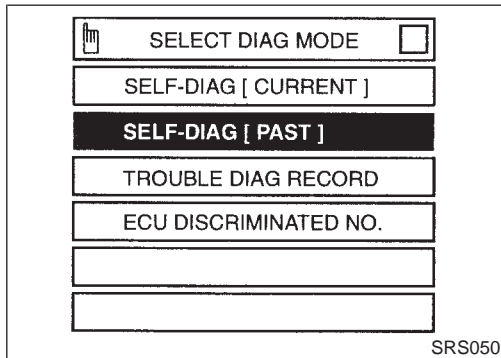 SELECT DIAG MODE
SELF-DIAG [ CURRENT ]
SELF-DIAG [ PAST ]
TROUBLE DIAG RECORD
ECU DISCRIMINATED NO.
SRS050